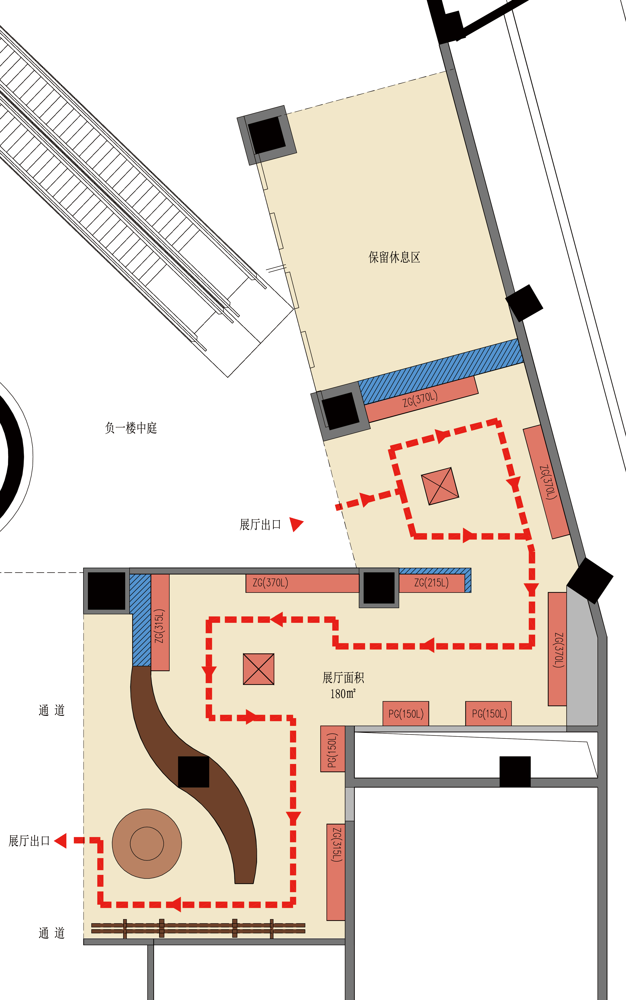 保留休息区
ZG(370L)
负一楼中庭
ZG(370L)
展厅出口
ZG(370L)
ZG(215L)
ZG(315L)
ZG(370L)
展厅面积
180㎡
通 道
PG(150L)
PG(150L)
PG(150L)
展厅出口
ZG(315L)
通 道